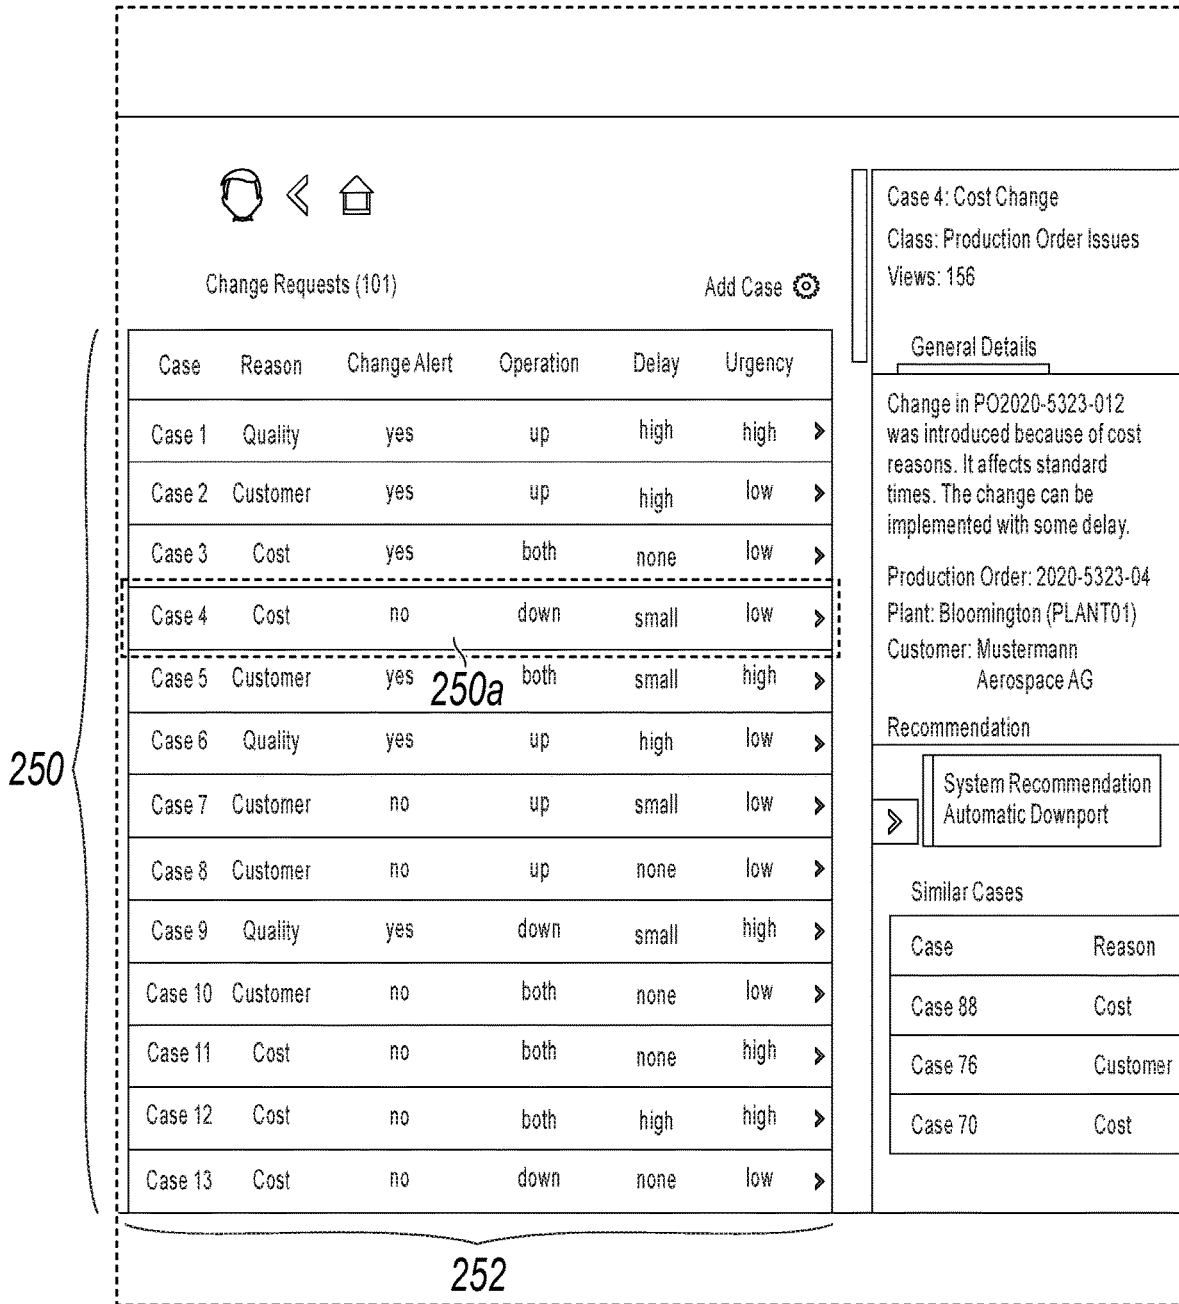 Change Requests (101) Add Case
Case Reason Change Alert Operation Delay Urgency
Case 1 Quality yes up high high
Case 2 Customer yes up high low
Case 3 Cost yes both none low
Case 4 Cost no down small low
250a
Case 5 Customer yes both small high
Case 6 Quality yes up high low
250
Case 7 Customer no up small low
Case 8 Customer no up none low
Case 9 Quality yes down small high
Case 10 Customer no both none low
Case 11 Cost no both none high
Case 12 Cost no both high high
Case 13 Cost no down none low
252
Case 4: Cost Change
Class: Production Order Issues
Views: 156
General Details
Change in PO2020-5323-012
was introduced because of cost
reasons. It affects standard
times. The change can be
implemented with some delay.
Production Order: 2020-5323-04
Plant: Bloomington (PLANT01)
Customer: Mustermann
Aerospace AG
Recommendation
System Recommendation
Automatic Downport
Similar Cases
Case Reason
Case 88 Cost
Case 76 Customer
Case 70 Cost